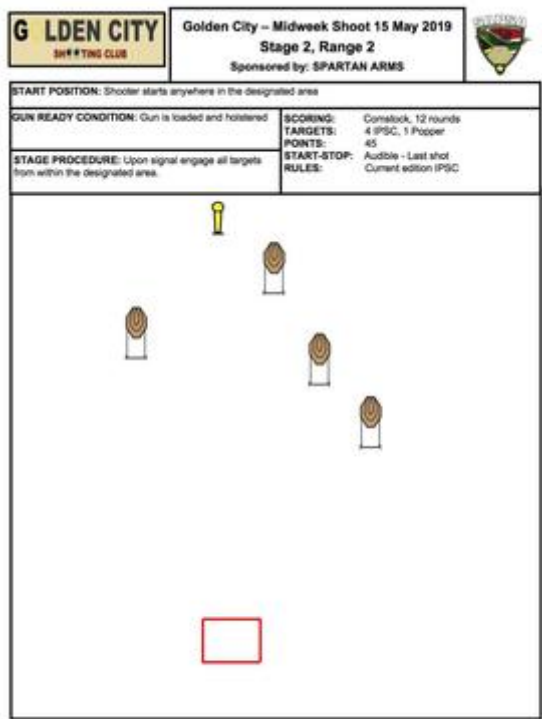 G LDEN CITY
SH**TING CLUB
Golden City – Midweek Shoot 15 May 2019
Stage 2, Range 2
Sponsored by: SPARTAN ARMS
START POSITION: Shooter starts anywhere in the designated area
GUN READY CONDITION: Gun is loaded and holstered
STAGE PROCEDURE: Upon signal engage all targets
from within the designated area.
SCORING: Comstock, 12 rounds
TARGETS: 4 IPSC, 1 Popper
POINTS: 45
START-STOP: Audible - Last shot
RULES: Current edition IPSC